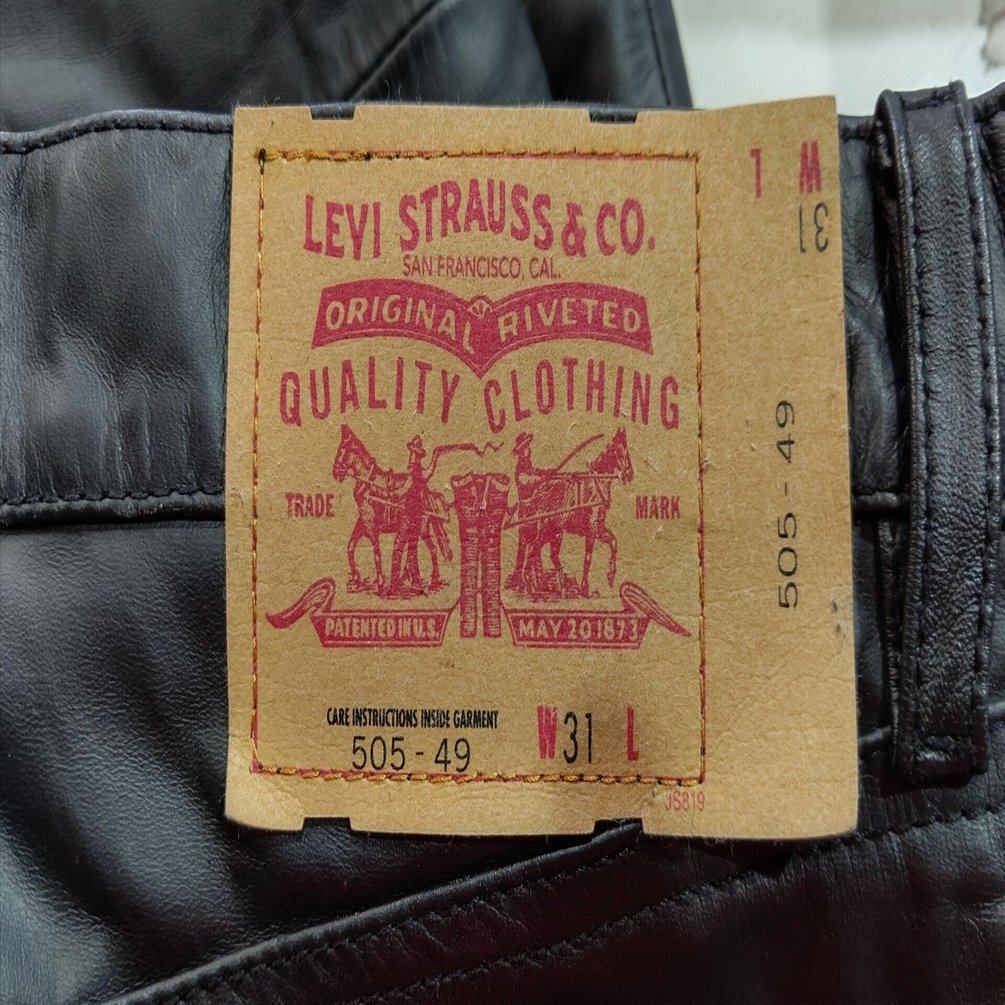 LEVI STRAUSS & CO.
SAN FRANCISCO, CAL.
ORIGINAL RIVETED
QUALITY CLOTHING
TRADE MARK
PATENTED IN U.S. MAY 20 1873
CARE INSTRUCTIONS INSIDE GARMENT
505-49 W31 L
JS819
W L
31
505-49